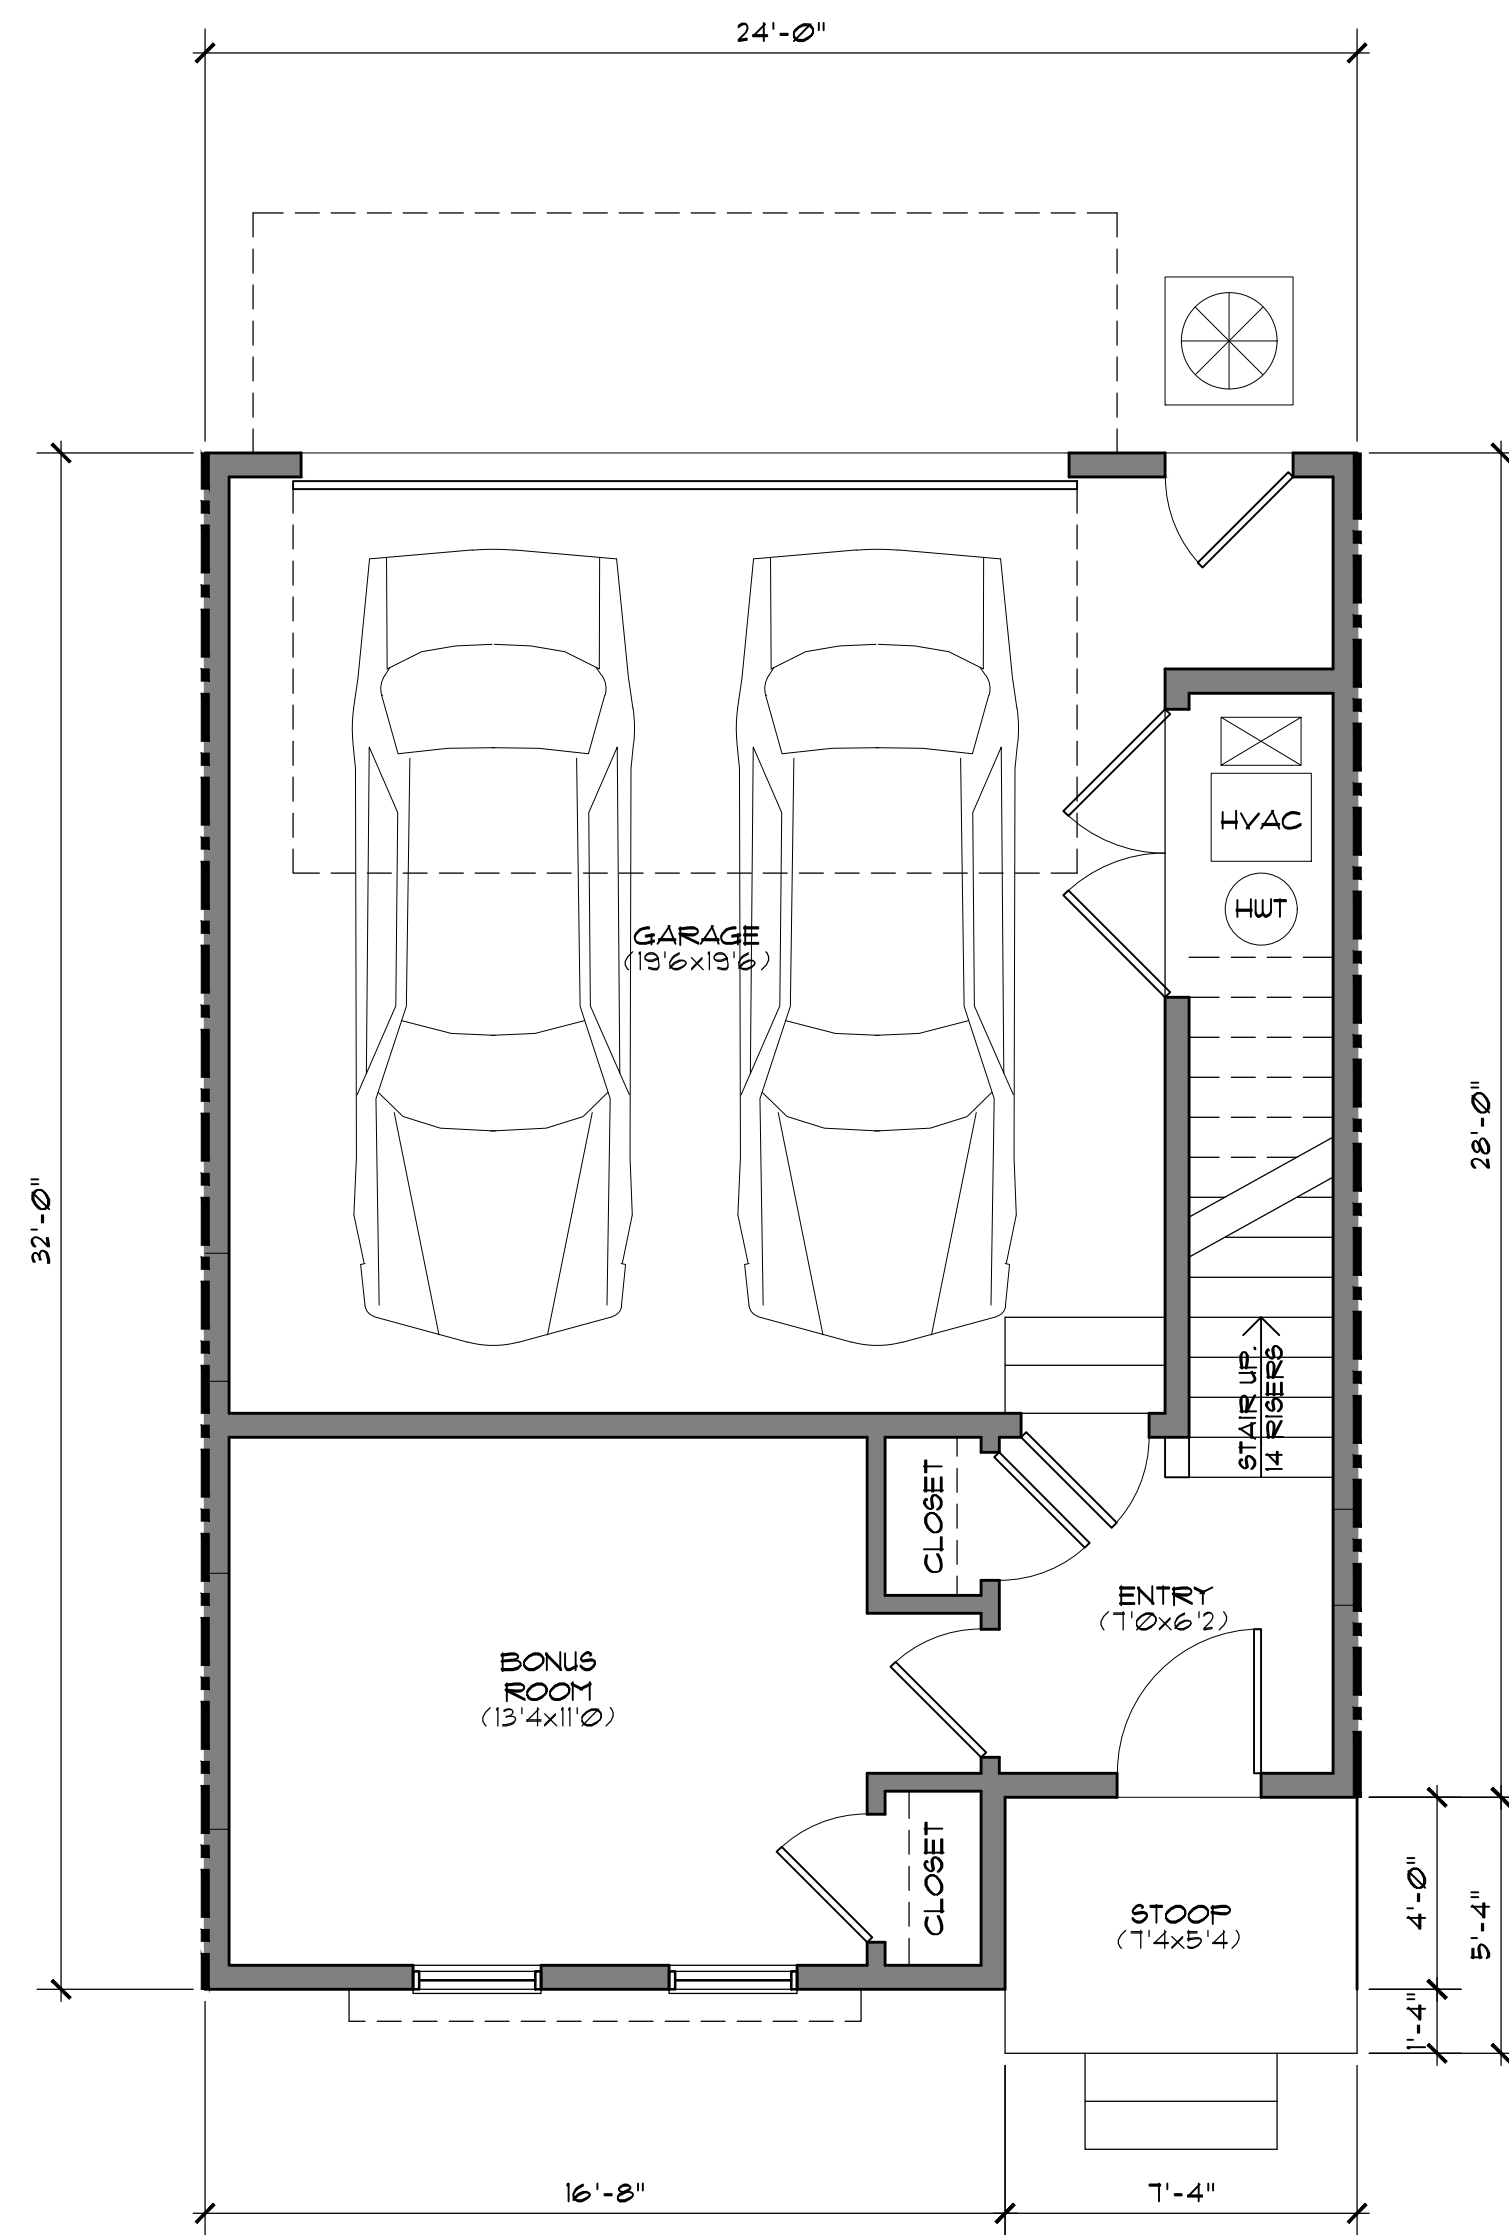 24'-0"
HVAC
HWT
GARAGE
(19'6x19'6)
32'-0"
28'-0"
STAIR UP.
14 RISERS
CLOSET
ENTRY
(7'0x6'2)
BONUS
ROOM
(13'4x11'0)
CLOSET
STOOP
(7'4x5'4)
4'-0"
5'-4"
1'-4"
16'-8"
7'-4"